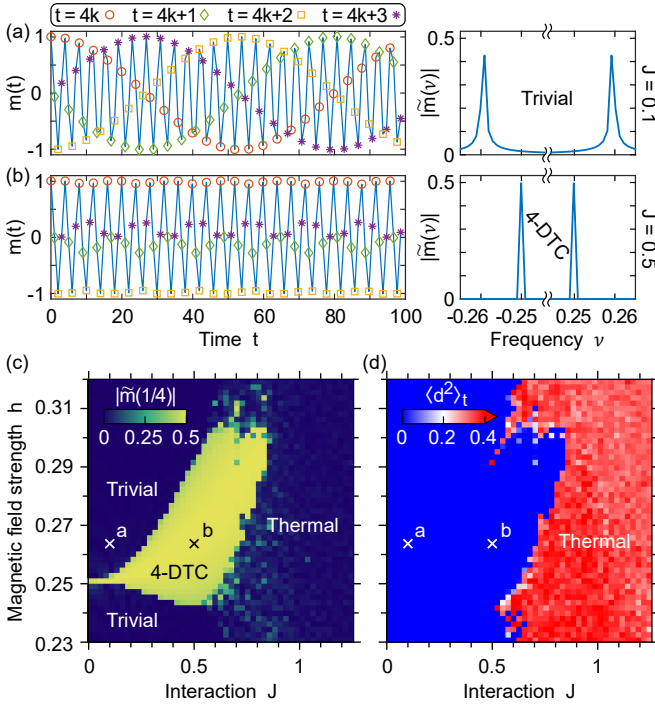 t = 4k t = 4k+1 t = 4k+2 t = 4k+3
(a)
m(t)
1
0
-1
|m̃(ν)|
0.5
0
Trivial
J = 0.1
(b)
m(t)
1
0
-1
0 20 40 60 80 100
Time t
|m̃(ν)|
0.5
0
4-DTC
J = 0.5
-0.26 -0.25 0.25 0.26
Frequency ν
(c)
Magnetic field strength h
0.31
0.29
0.27
0.25
0.23
|m̃(1/4)|
0 0.25 0.5
Trivial
a
b
4-DTC
Thermal
Trivial
0 0.5 1
Interaction J
(d)
⟨d²⟩t
0 0.2 0.4
a
b
Thermal
0 0.5 1
Interaction J